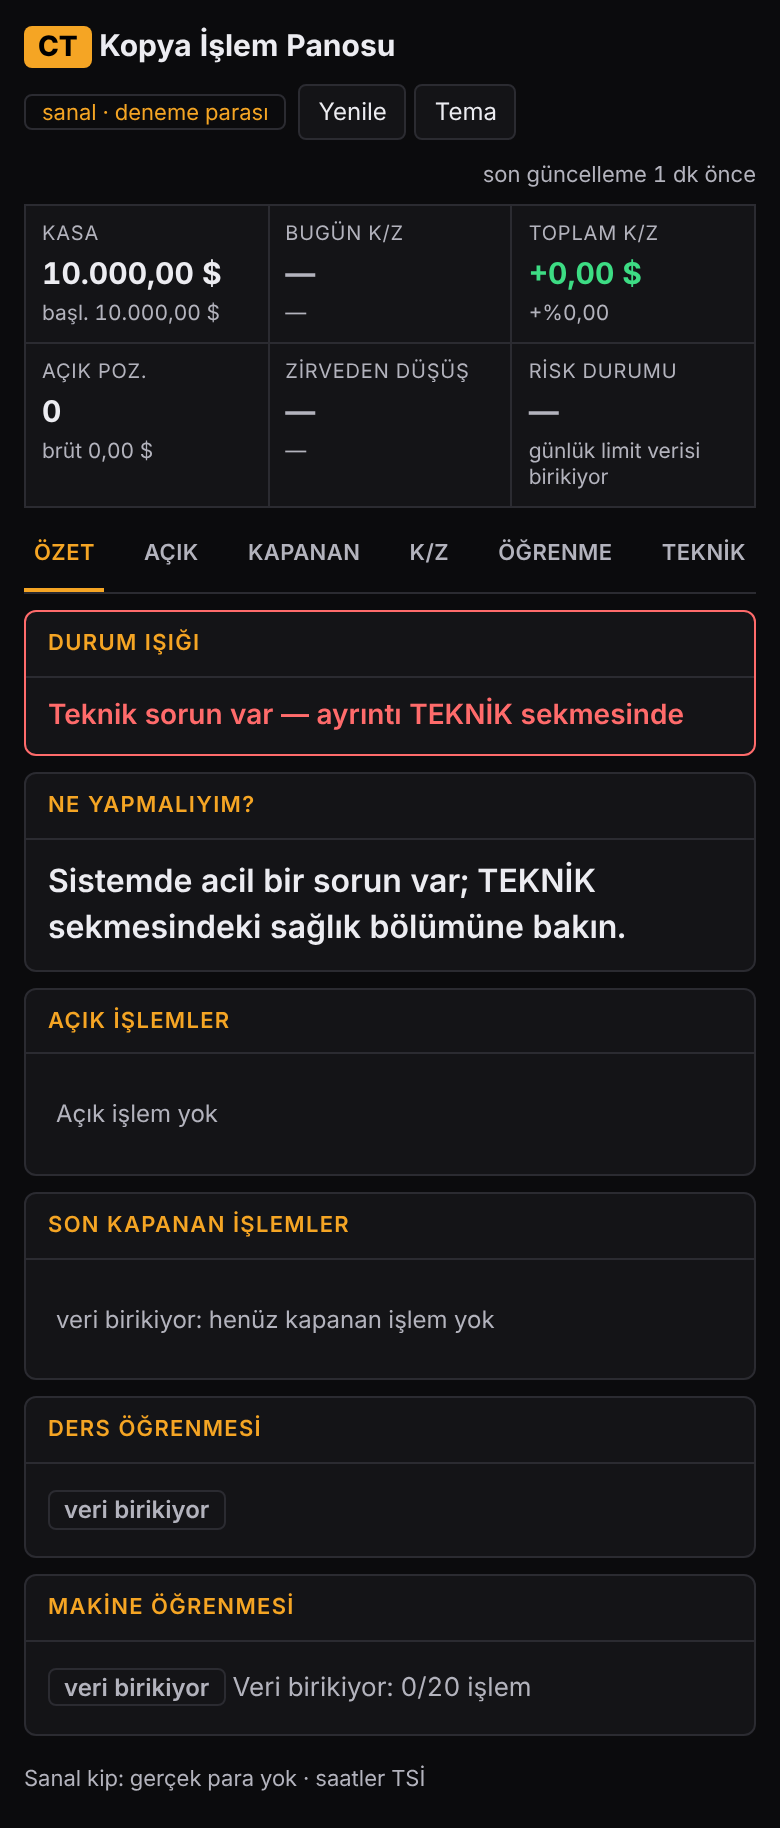 CT Kopya İşlem Panosu
sanal · deneme parası Yenile Tema
son güncelleme 1 dk önce
KASA
10.000,00 $
başl. 10.000,00 $
BUGÜN K/Z
—
—
TOPLAM K/Z
+0,00 $
+%0,00
AÇIK POZ.
0
brüt 0,00 $
ZİRVEDEN DÜŞÜŞ
—
—
RİSK DURUMU
—
günlük limit verisi
birikiyor
ÖZET AÇIK KAPANAN K/Z ÖĞRENME TEKNİK
DURUM IŞIĞI
Teknik sorun var — ayrıntı TEKNİK sekmesinde
NE YAPMALIYIM?
Sistemde acil bir sorun var; TEKNİK
sekmesindeki sağlık bölümüne bakın.
AÇIK İŞLEMLER
Açık işlem yok
SON KAPANAN İŞLEMLER
veri birikiyor: henüz kapanan işlem yok
DERS ÖĞRENMESİ
veri birikiyor
MAKİNE ÖĞRENMESİ
veri birikiyor Veri birikiyor: 0/20 işlem
Sanal kip: gerçek para yok · saatler TSİ